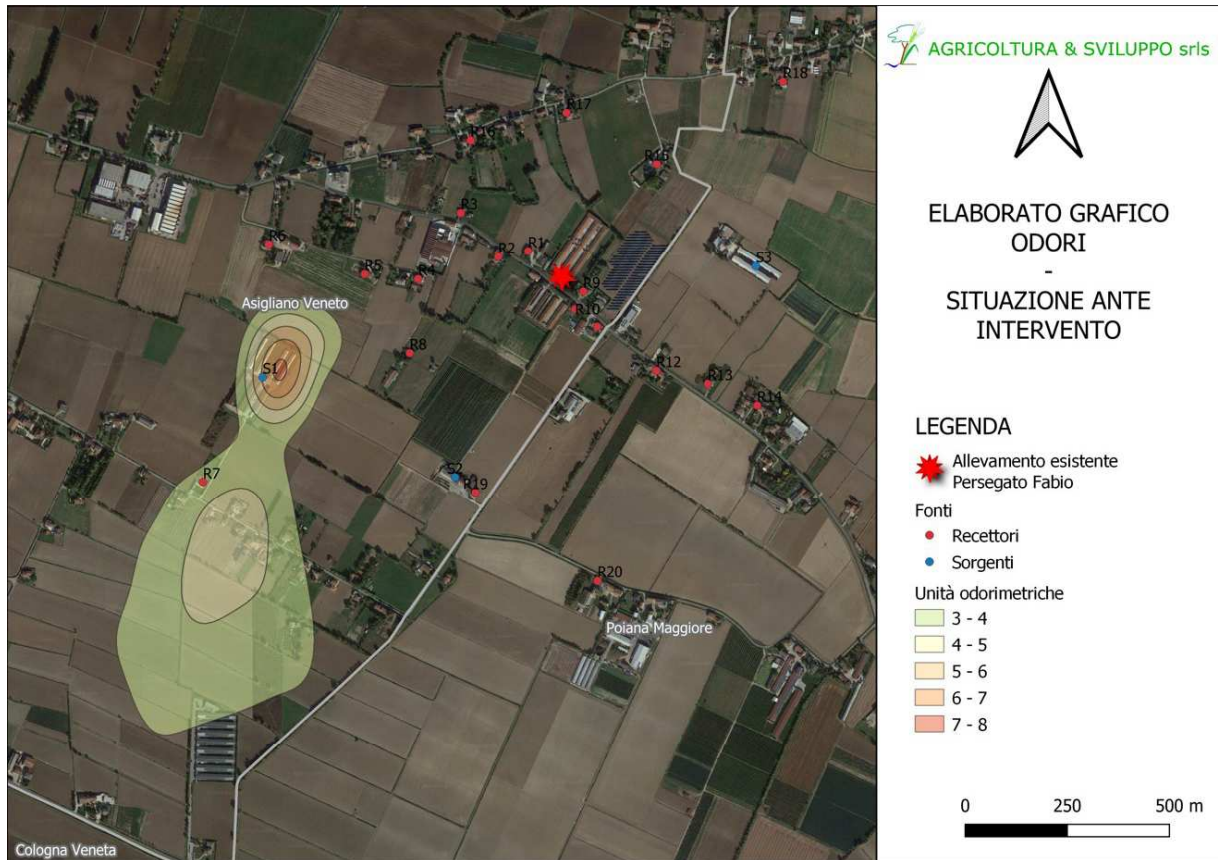 R18
R17
R16
R15
R3
R2
R1
R6
R5
R4
S3
R9
Asigliano Veneto
R10
R8
S1
R12
R13
R14
S2
R7
R19
R20
Poiana Maggiore
Cologna Veneta
AGRICOLTURA & SVILUPPO srls
ELABORATO GRAFICO
ODORI
-
SITUAZIONE ANTE
INTERVENTO
LEGENDA
Allevamento esistente
Persegato Fabio
Fonti
Recettori
Sorgenti
Unità odorimetriche
3 - 4
4 - 5
5 - 6
6 - 7
7 - 8
0 250 500 m